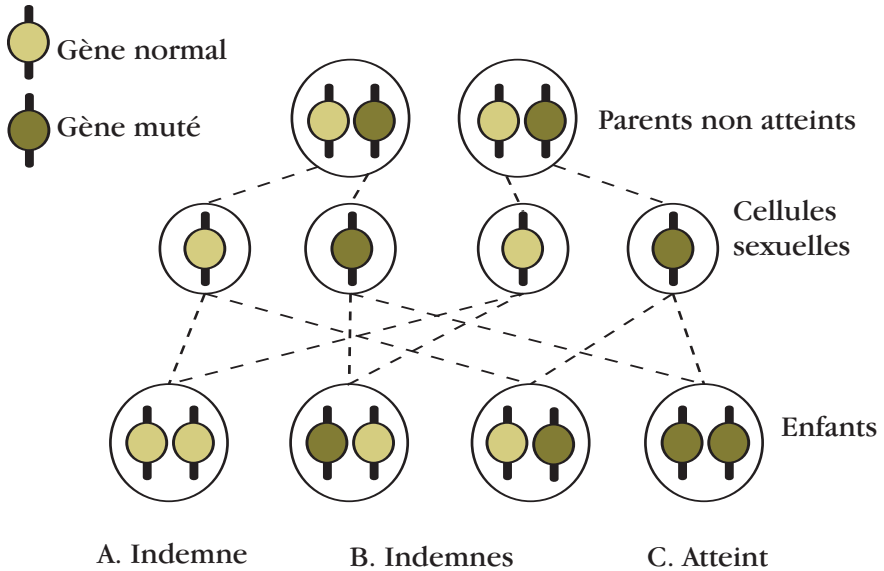 Gène normal
Gène muté
Parents non atteints
Cellules
sexuelles
Enfants
A. Indemne
B. Indemnes
C. Atteint